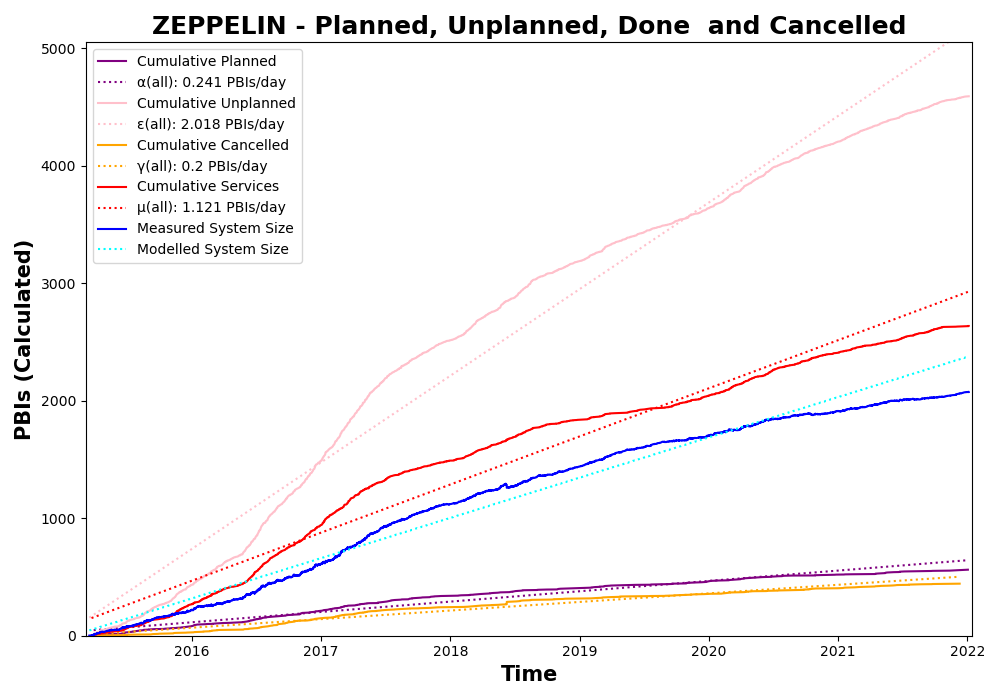 ZEPPELIN - Planned, Unplanned, Done  and Cancelled
5000
4000
3000
2000
1000
0
PBIs (Calculated)
Cumulative Planned
α(all): 0.241 PBIs/day
Cumulative Unplanned
ε(all): 2.018 PBIs/day
Cumulative Cancelled
γ(all): 0.2 PBIs/day
Cumulative Services
μ(all): 1.121 PBIs/day
Measured System Size
Modelled System Size
2016 2017 2018 2019 2020 2021 2022
Time